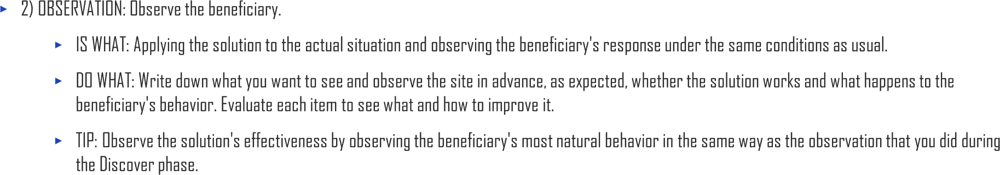 2) OBSERVATION: Observe the beneficiary.
IS WHAT: Applying the solution to the actual situation and observing the beneficiary's response under the same conditions as usual.
DO WHAT: Write down what you want to see and observe the site in advance, as expected, whether the solution works and what happens to the
beneficiary's behavior. Evaluate each item to see what and how to improve it.
TIP: Observe the solution's effectiveness by observing the beneficiary's most natural behavior in the same way as the observation that you did during
the Discover phase.